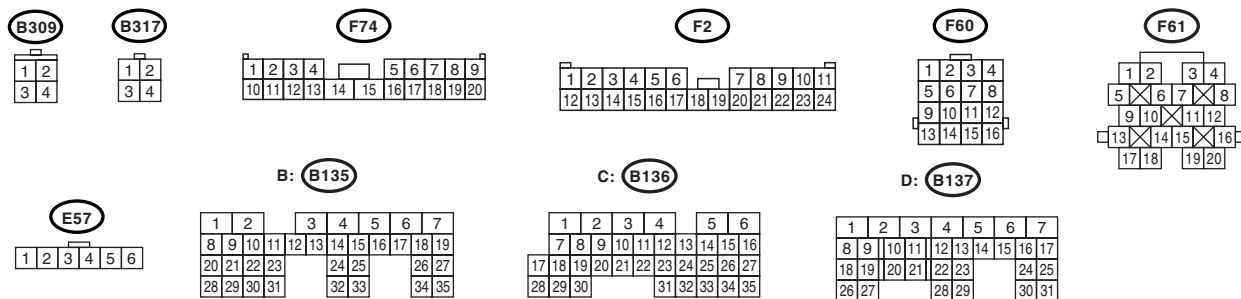 B309 B317 F74 F2 F60 F61
1 2
3 4
1 2
3 4
1 2 3 4 5 6 7 8 9
10 11 12 13 14 15 16 17 18 19 20
1 2 3 4 5 6 7 8 9 10 11
12 13 14 15 16 17 18 19 20 21 22 23 24
1 2 3 4
5 6 7 8
9 10 11 12
13 14 15 16
1 2 3 4
5 6 7 8
9 10 11 12
13 14 15 16
17 18 19 20
E57
1 2 3 4 5 6
B: B135
1 2 3 4 5 6 7
8 9 10 11 12 13 14 15 16 17 18 19
20 21 22 23 24 25 26 27
28 29 30 31 32 33 34 35
C: B136
1 2 3 4 5 6
7 8 9 10 11 12 13 14 15 16
17 18 19 20 21 22 23 24 25 26 27
28 29 30 31 32 33 34 35
D: B137
1 2 3 4 5 6 7
8 9 10 11 12 13 14 15 16 17
18 19 20 21 22 23 24 25
26 27 28 29 30 31